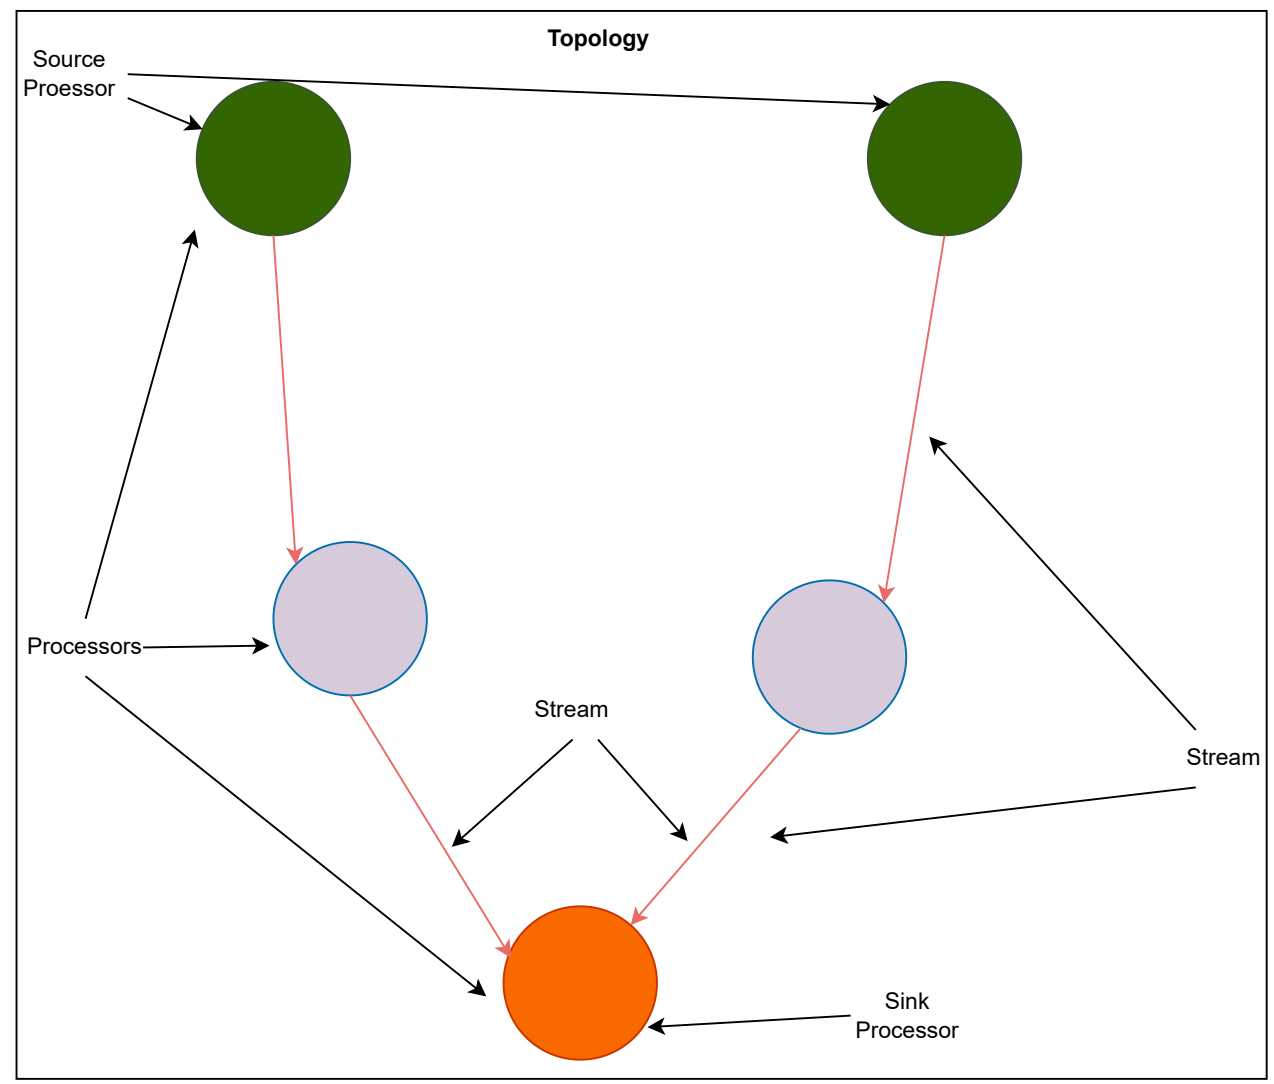 Topology
Source
Proessor
Processors
Stream
Stream
Sink
Processor